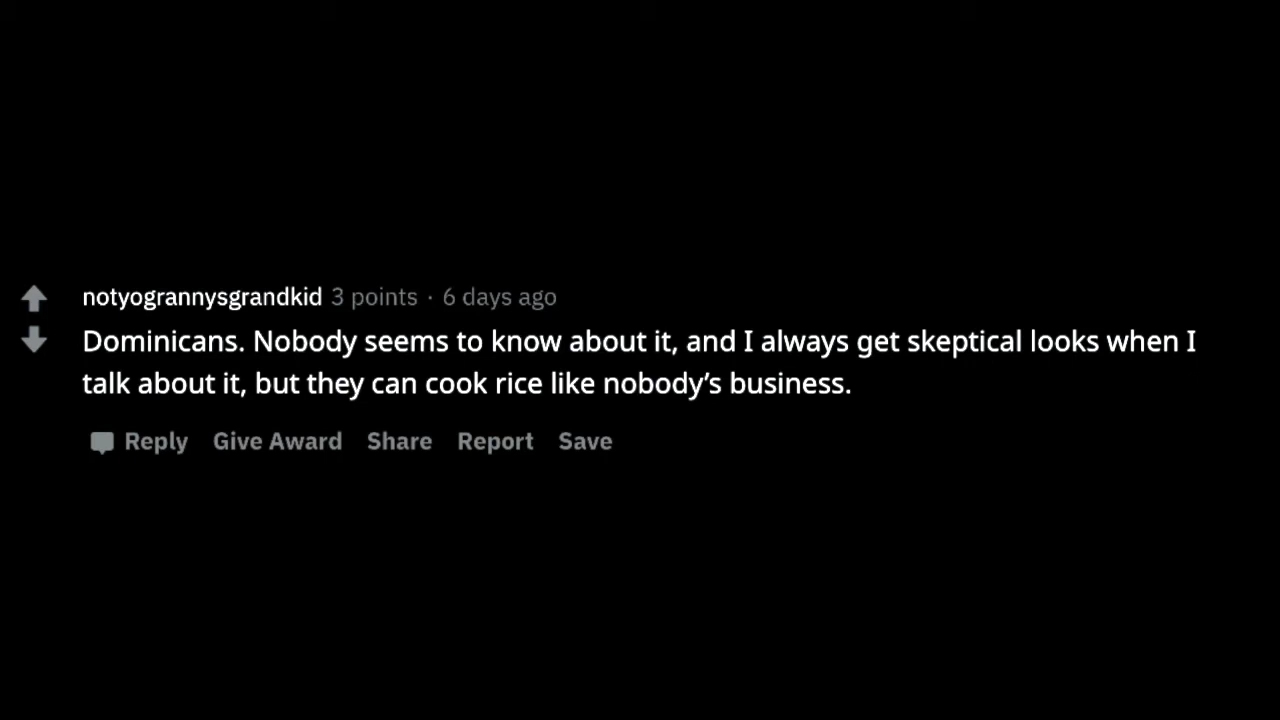 notyogrannysgrandkid 3 points · 6 days ago
Dominicans. Nobody seems to know about it, and I always get skeptical looks when I
talk about it, but they can cook rice like nobody’s business.
Reply Give Award Share Report Save